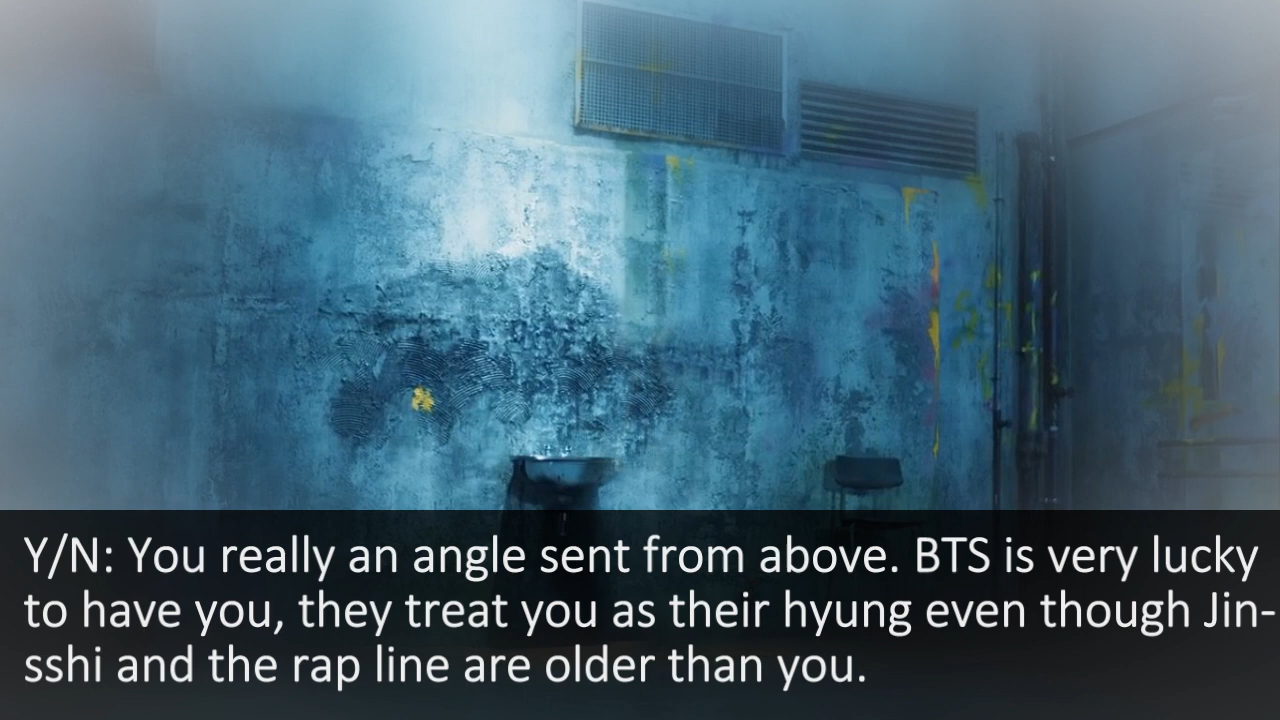 Y/N: You really an angle sent from above. BTS is very lucky
to have you, they treat you as their hyung even though Jin-
sshi and the rap line are older than you.